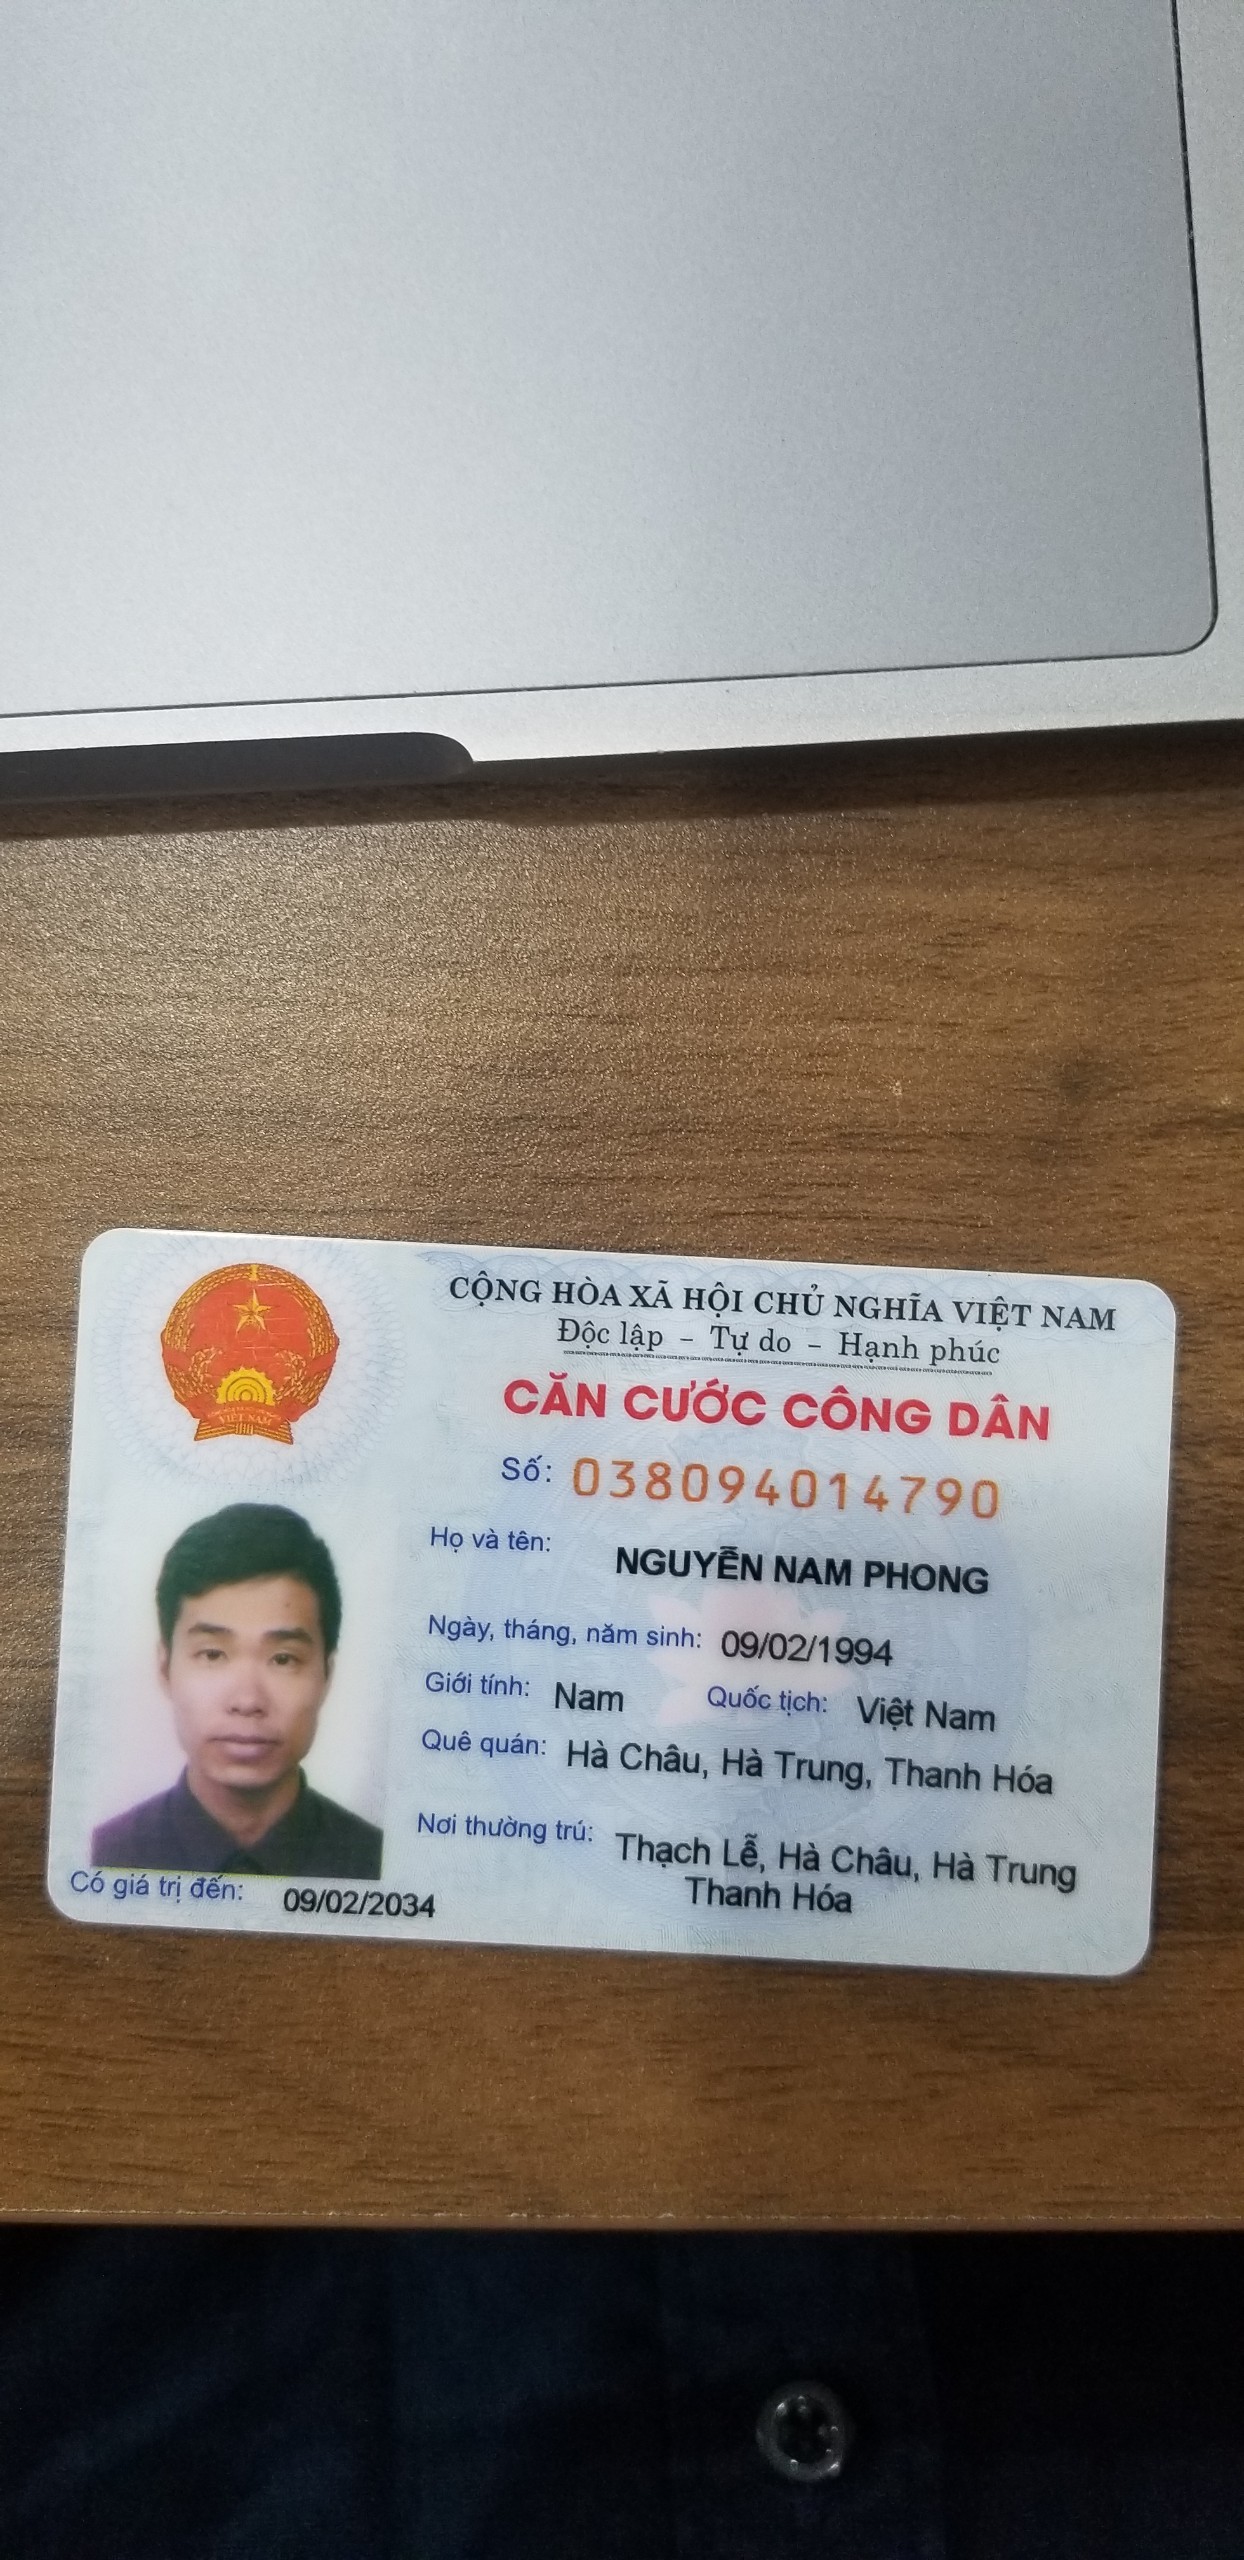 CỘNG HÒA XÃ HỘI CHỦ NGHĨA VIỆT NAM
Độc lập - Tự do - Hạnh phúc
CĂN CƯỚC CÔNG DÂN
Số: 038094014790
Họ và tên: NGUYỄN NAM PHONG
Ngày, tháng, năm sinh: 09/02/1994
Giới tính: Nam Quốc tịch: Việt Nam
Quê quán: Hà Châu, Hà Trung, Thanh Hóa
Nơi thường trú: Thạch Lễ, Hà Châu, Hà Trung
Thanh Hóa
Có giá trị đến: 09/02/2034
VIỆT NAM